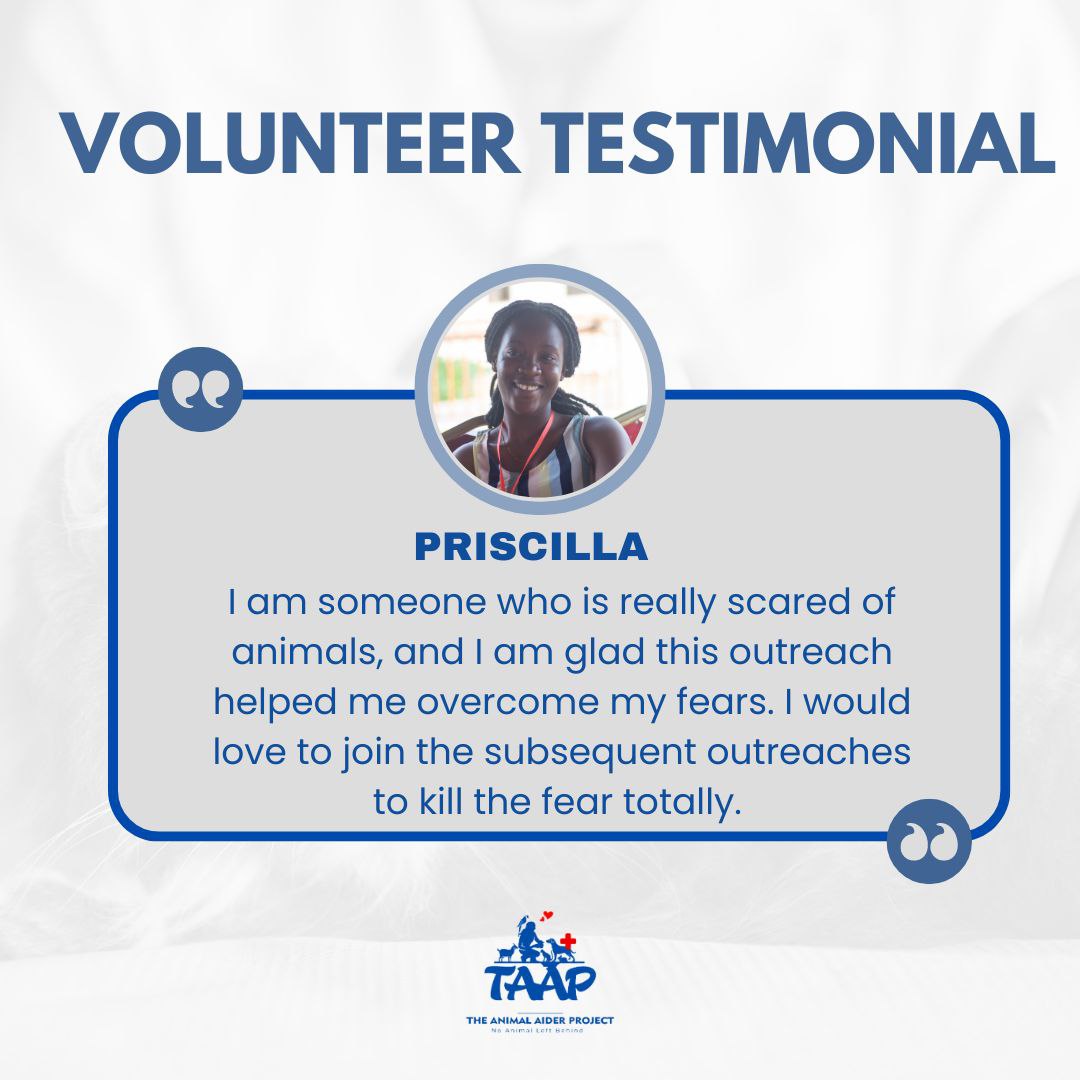 VOLUNTEER TESTIMONIAL
PRISCILLA
I am someone who is really scared of
animals, and I am glad this outreach
helped me overcome my fears. I would
love to join the subsequent outreaches
to kill the fear totally.
TAAP
THE ANIMAL AIDER PROJECT
No Animal Left Behind